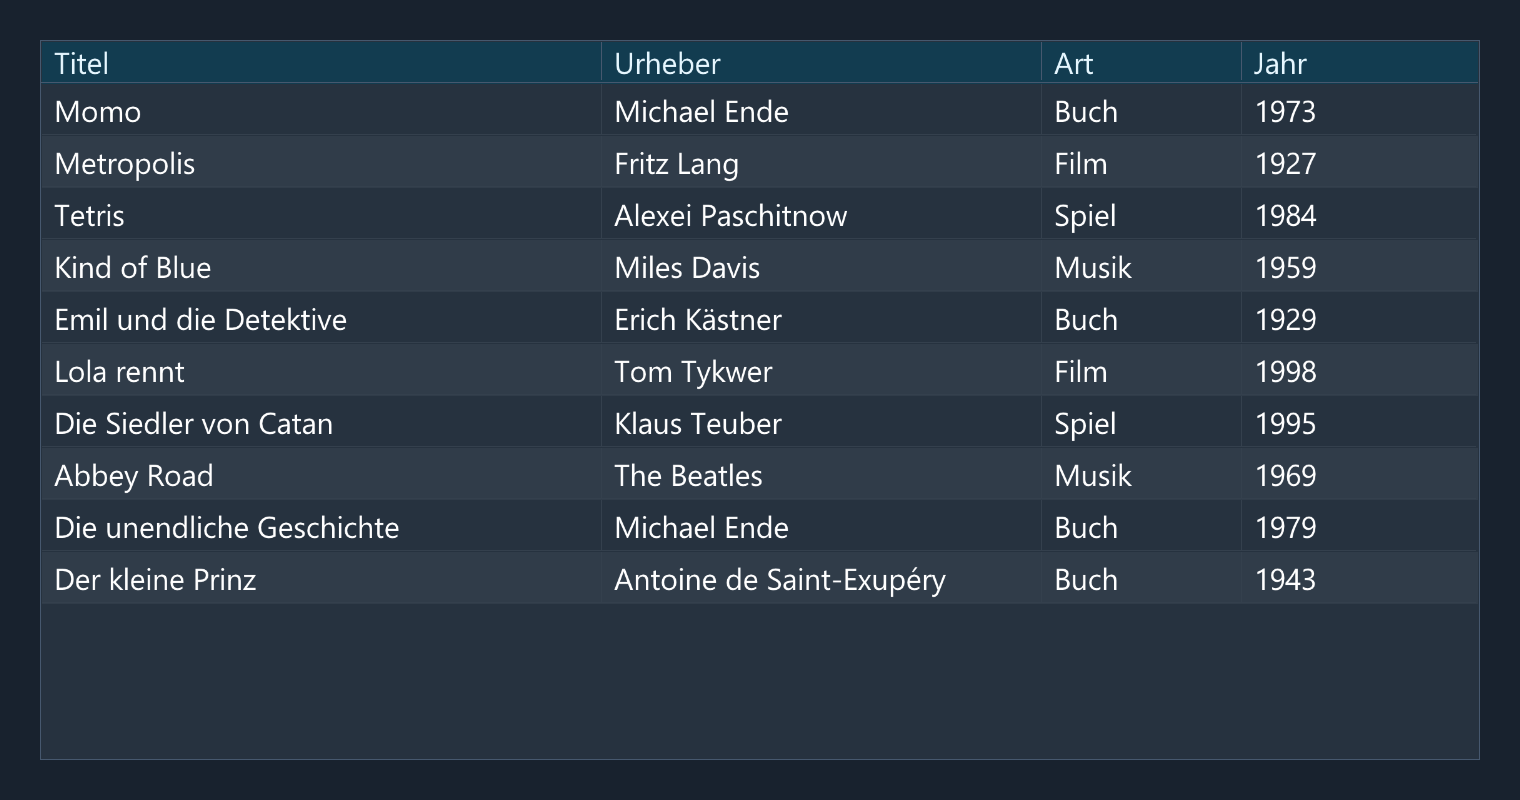 Titel Urheber Art Jahr
Momo Michael Ende Buch 1973
Metropolis Fritz Lang Film 1927
Tetris Alexei Paschitnow Spiel 1984
Kind of Blue Miles Davis Musik 1959
Emil und die Detektive Erich Kästner Buch 1929
Lola rennt Tom Tykwer Film 1998
Die Siedler von Catan Klaus Teuber Spiel 1995
Abbey Road The Beatles Musik 1969
Die unendliche Geschichte Michael Ende Buch 1979
Der kleine Prinz Antoine de Saint-Exupéry Buch 1943